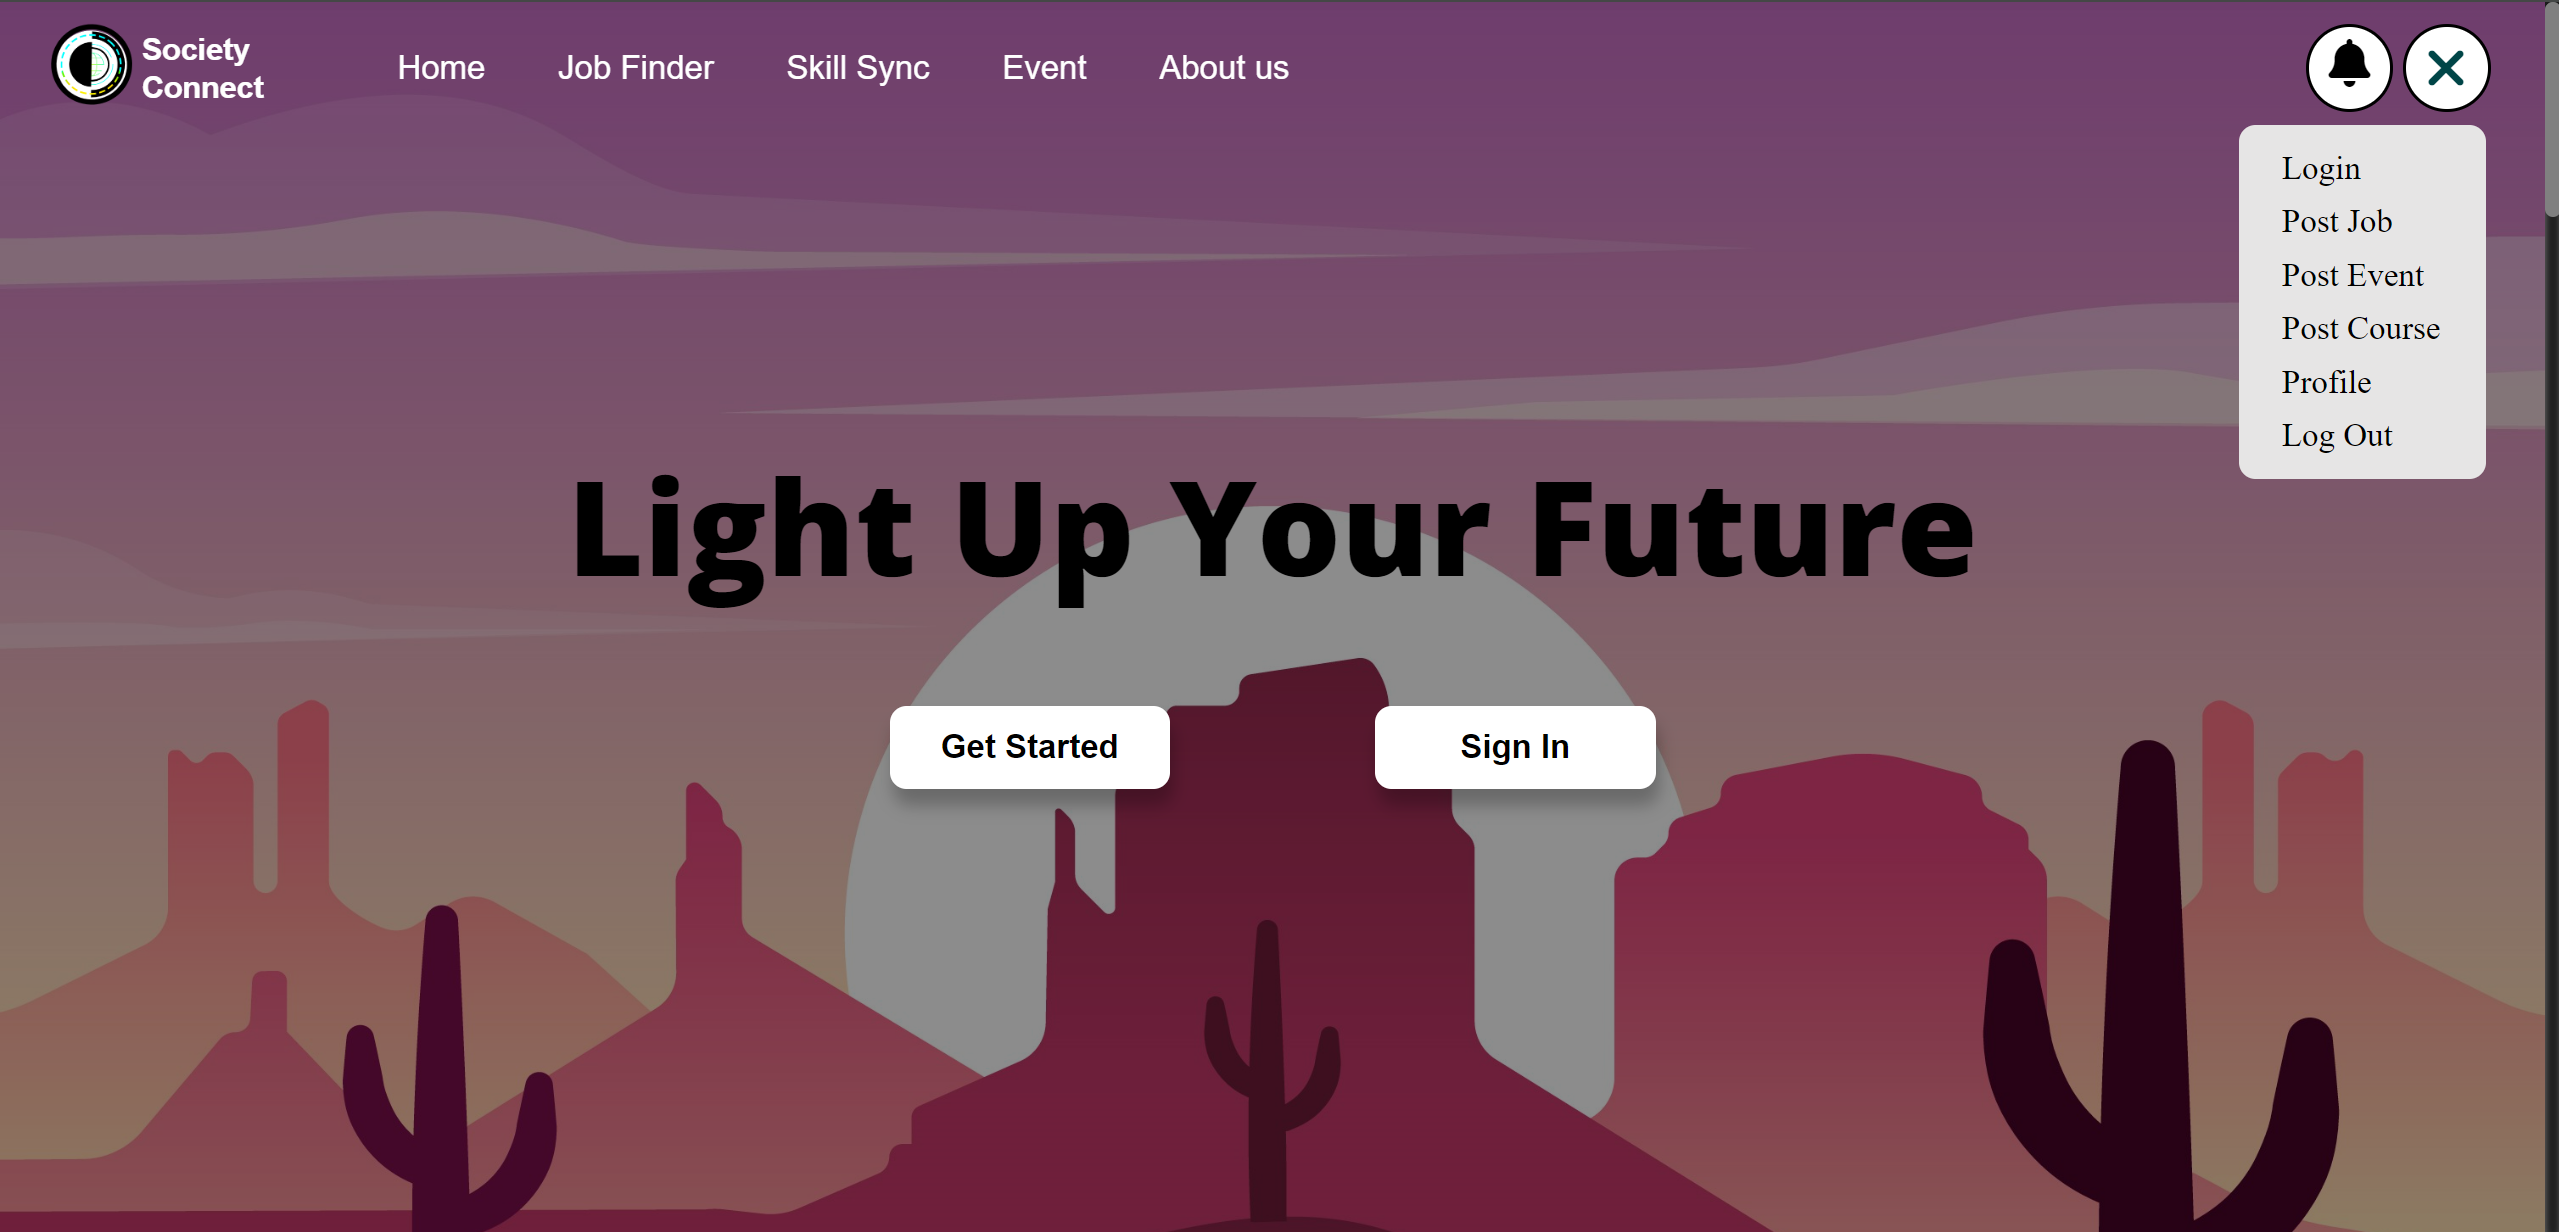 Society
Connect
Home
Job Finder
Skill Sync
Event
About us
Login
Post Job
Post Event
Post Course
Profile
Log Out
Light Up Your Future
Get Started
Sign In